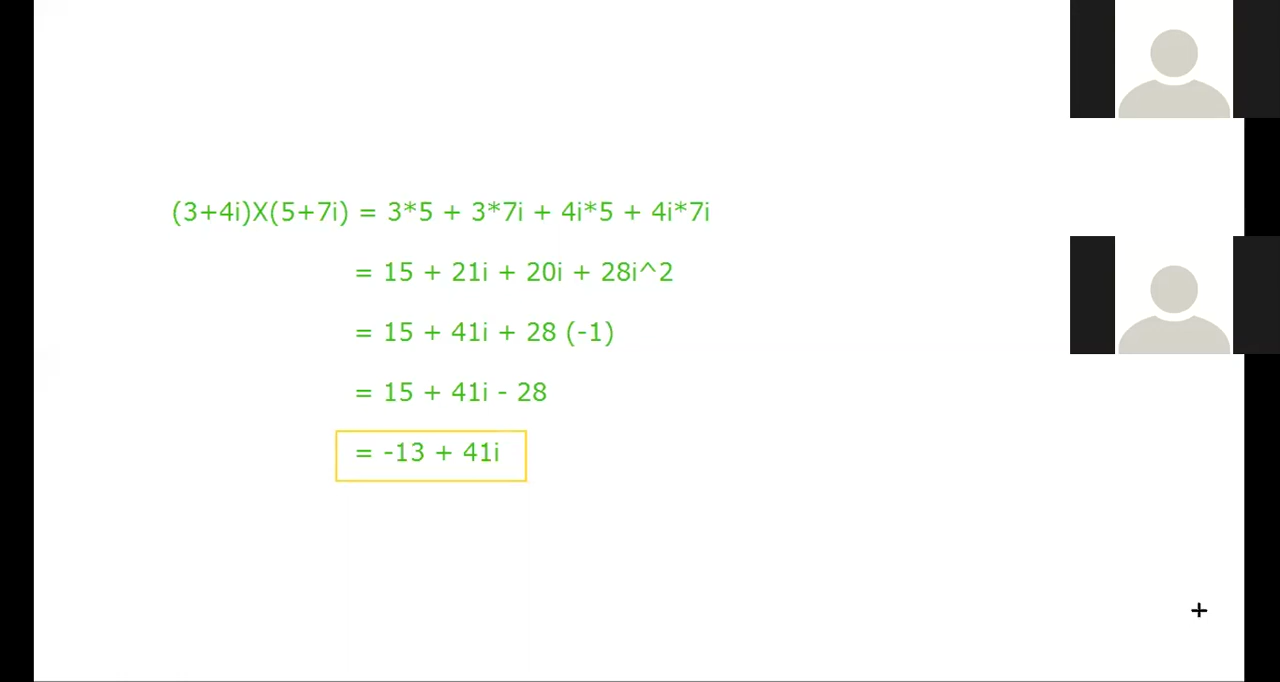 (3+4i)X(5+7i) = 3*5 + 3*7i + 4i*5 + 4i*7i
= 15 + 21i + 20i + 28i^2
= 15 + 41i + 28 (-1)
= 15 + 41i - 28
= -13 + 41i